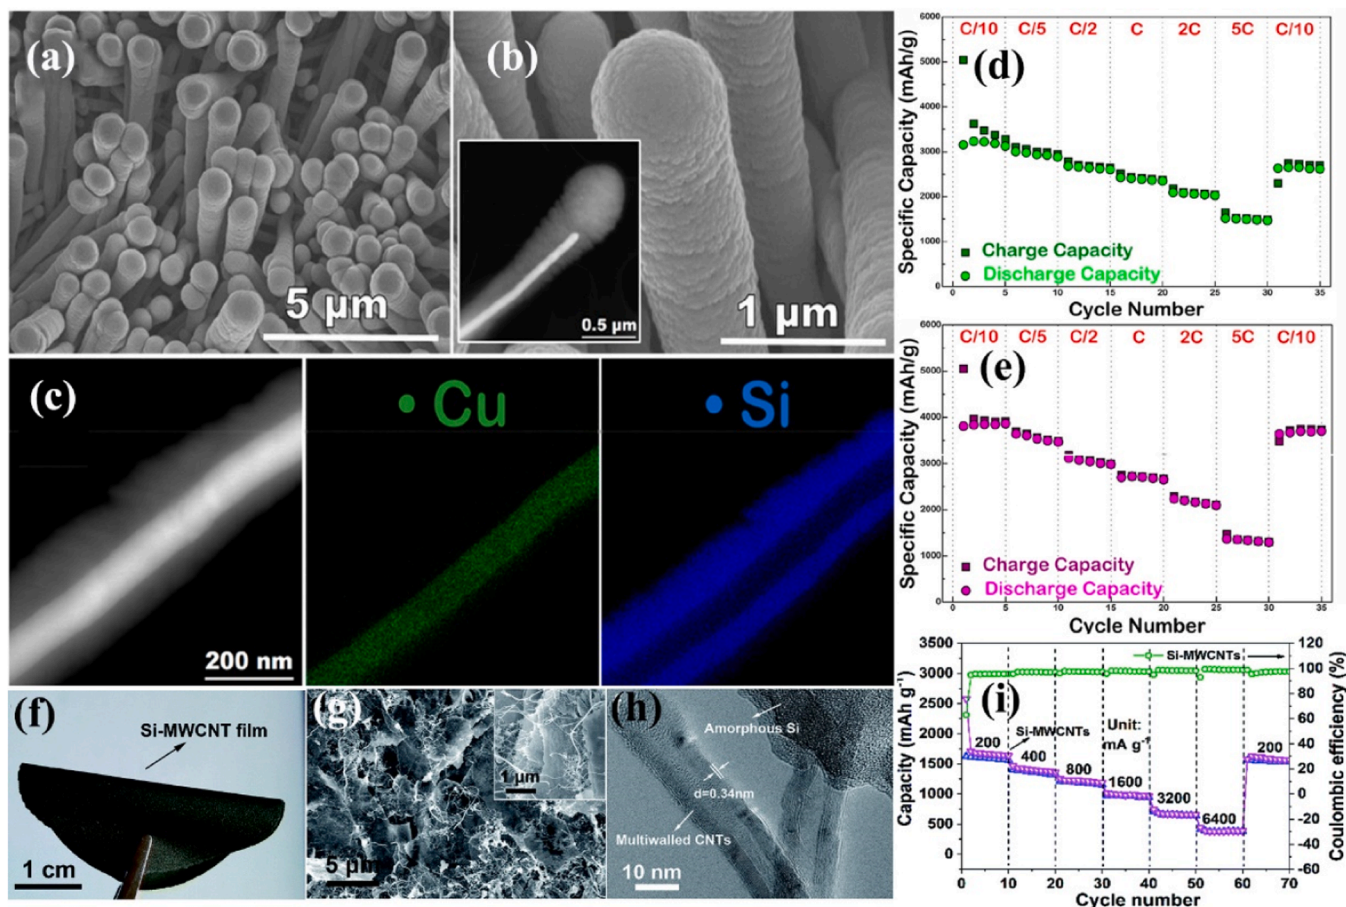 (a)
5 μm
(b)
0.5 μm
1 μm
(c)
200 nm
• Cu
• Si
(d)
C/10 C/5 C/2 C 2C 5C C/10
Specific Capacity (mAh/g)
6000
5000
4000
3000
2000
1000
0
Charge Capacity
Discharge Capacity
0 5 10 15 20 25 30 35
Cycle Number
(e)
C/10 C/5 C/2 C 2C 5C C/10
Specific Capacity (mAh/g)
6000
5000
4000
3000
2000
1000
0
Charge Capacity
Discharge Capacity
0 5 10 15 20 25 30 35
Cycle Number
(f)
Si-MWCNT film
1 cm
(g)
1 μm
5 μm
(h)
Amorphous Si
d=0.34nm
Multiwalled CNTs
10 nm
(i)
Capacity (mAh g⁻¹)
3500
3000
2500
2000
1500
1000
500
0
Si-MWCNTs
Si-MWCNTs
Unit:
mA g⁻¹
200 400 800 1600 3200 6400 200
120
100
80
60
40
20
0
-20
-40
-60
Coulombic efficiency (%)
0 10 20 30 40 50 60 70
Cycle number